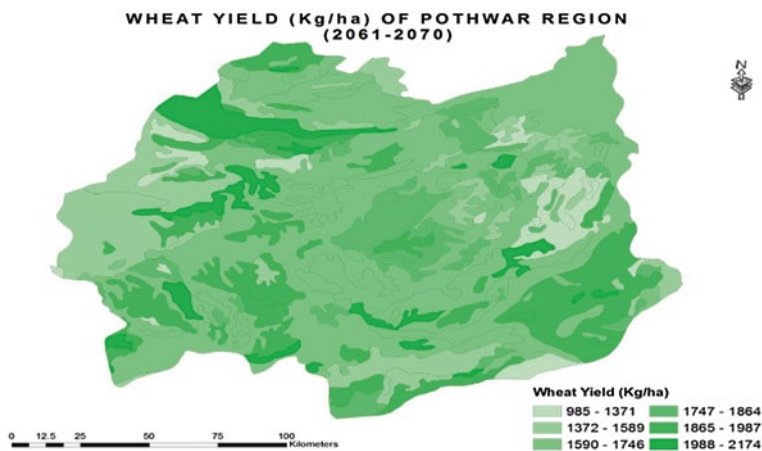 WHEAT YIELD (Kg/ha) OF POTHWAR REGION
(2061-2070)
N
Wheat Yield (Kg/ha)
985 - 1371
1372 - 1589
1590 - 1746
1747 - 1864
1865 - 1987
1988 - 2174
0 12.5 25 50 75 100
Kilometers